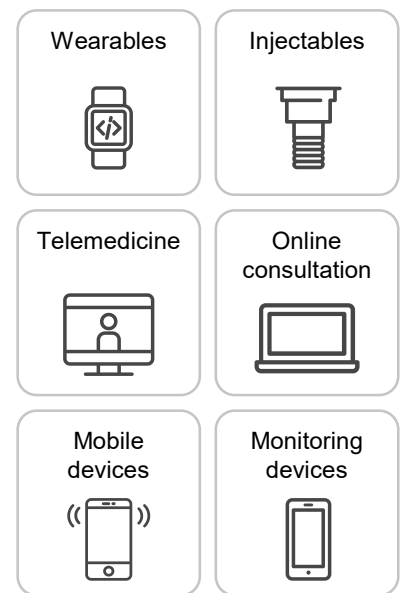 Wearables
Injectables
</>
Telemedicine
Online
consultation
Mobile
devices
Monitoring
devices